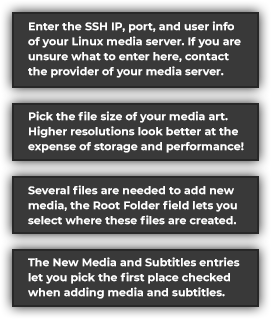 Enter the SSH IP, port, and user info
of your Linux media server. If you are
unsure what to enter here, contact
the provider of your media server.
Pick the file size of your media art.
Higher resolutions look better at the
expense of storage and performance!
Several files are needed to add new
media, the Root Folder field lets you
select where these files are created.
The New Media and Subtitles entries
let you pick the first place checked
when adding media and subtitles.